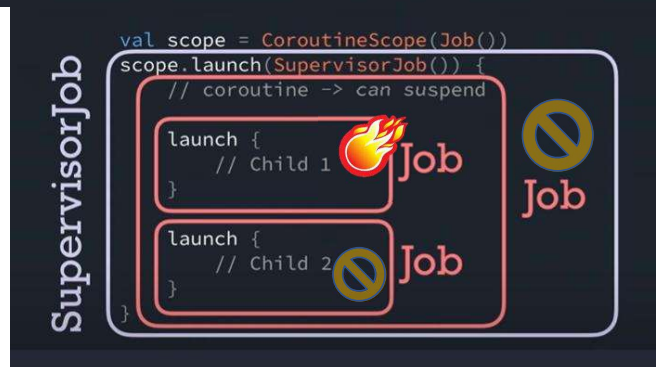 val scope = CoroutineScope(Job())
scope.launch(SupervisorJob()) {
// coroutine -> can suspend
launch {
// Child 1
}
Job
launch {
// Child 2
}
Job
}
Job
SupervisorJob